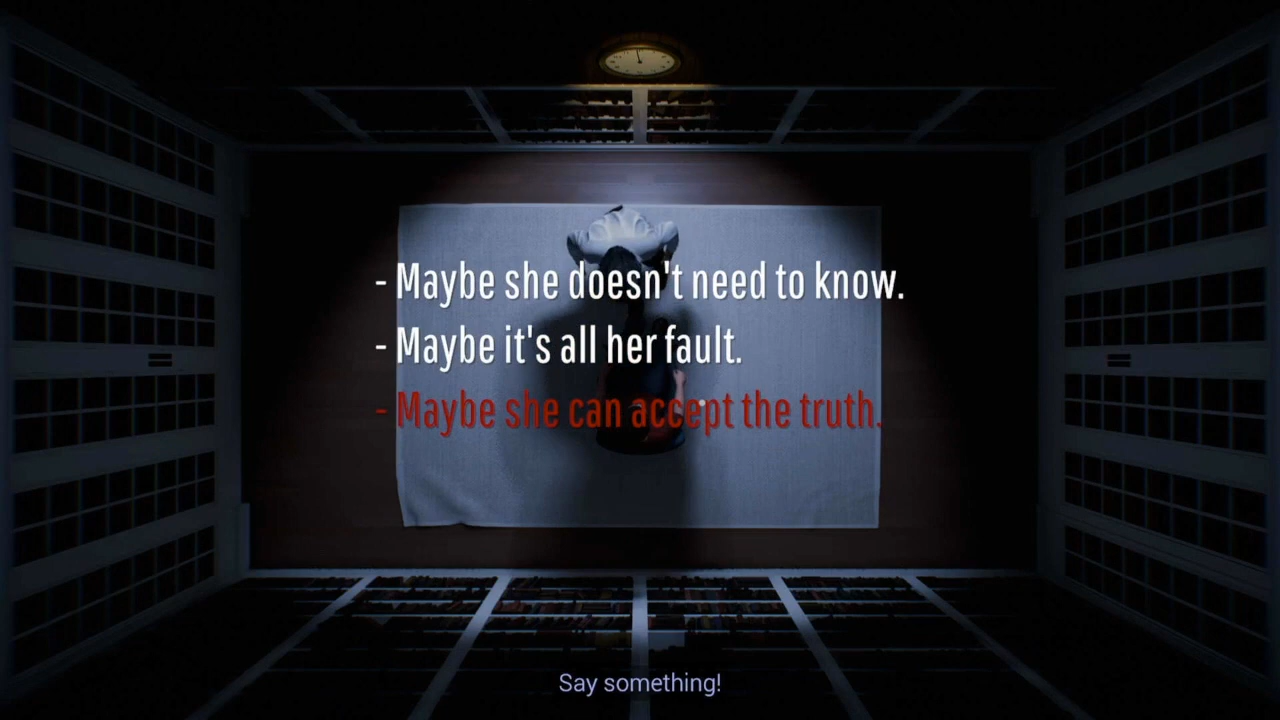 - Maybe she doesn't need to know.
- Maybe it's all her fault.
- Maybe she can accept the truth.
Say something!